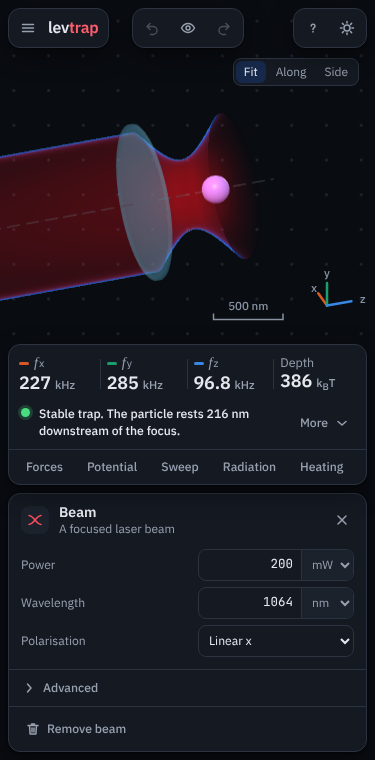 levtrap
?
Fit Along Side
500 nm
y
x
z
fx fy fz Depth
227 kHz 285 kHz 96.8 kHz 386 kBT
Stable trap. The particle rests 216 nm
downstream of the focus.
More
Forces Potential Sweep Radiation Heating
Beam
A focused laser beam
Power 200 mW
Wavelength 1064 nm
Polarisation Linear x
Advanced
Remove beam